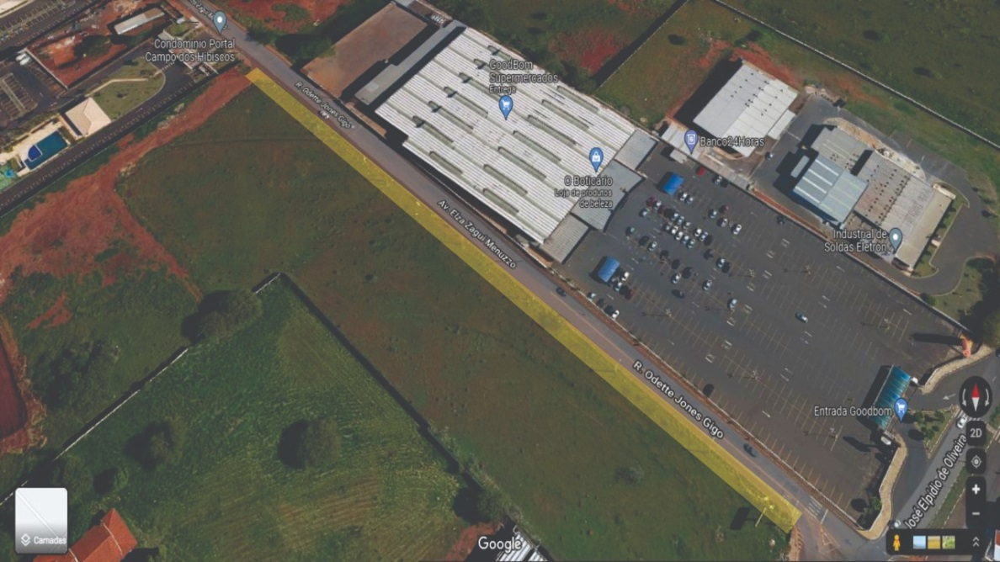 Condominio Portal
Campo dos Hibiscos
R. Odette Jones Gigo
GoodBom
Supermercados
Entrega
Banco24Horas
O Boticário
Loja de produtos
de beleza
Av. Elza Zagui Menuzzo
Industrial de
Soldas Eletron
R. Odette Jones Gigo
Entrada Goodbom
José Elpídio de Oliveira
2D
Camadas
Google